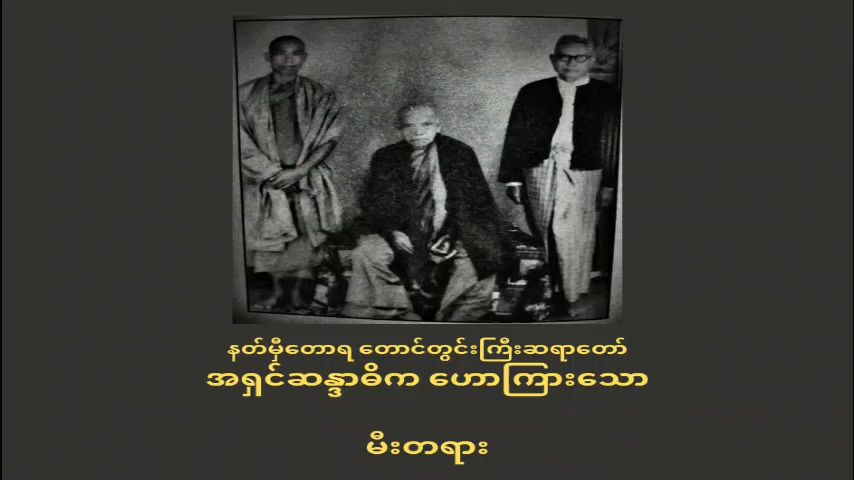 နတ်မှီတောရ တောင်တွင်းကြီးဆရာတော်
အရှင်ဆန္ဒာဓိက ဟောကြားသော
မီးတရား